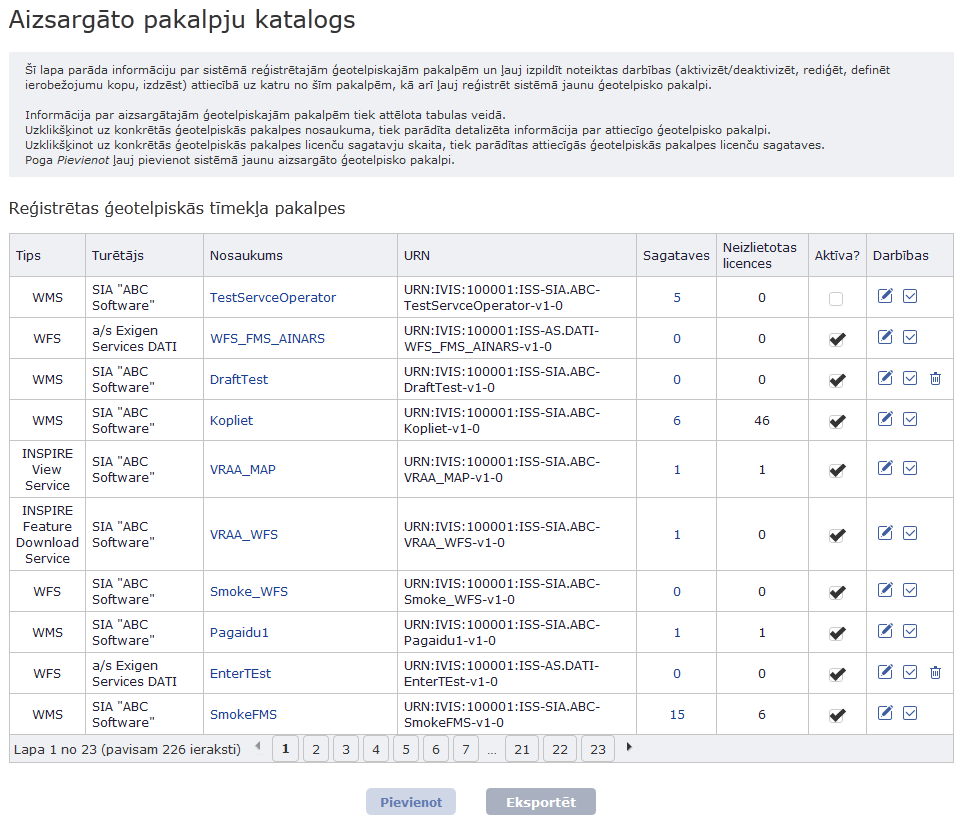 Aizsargāto pakalpju katalogs
Šī lapa parāda informāciju par sistēmā reģistrētajām ģeotelpiskajām pakalpēm un ļauj izpildīt noteiktas darbības (aktivizēt/deaktivizēt, rediģēt, definēt
ierobežojumu kopu, izdzēst) attiecībā uz katru no šīm pakalpēm, kā arī ļauj reģistrēt sistēmā jaunu ģeotelpisko pakalpi.
Informācija par aizsargātajām ģeotelpiskajām pakalpēm tiek attēlota tabulas veidā.
Uzklikšķinot uz konkrētās ģeotelpiskās pakalpes nosaukuma, tiek parādīta detalizēta informācija par attiecīgo ģeotelpisko pakalpi.
Uzklikšķinot uz konkrētās ģeotelpiskās pakalpes licenču sagatavju skaita, tiek parādītas attiecīgās ģeotelpiskās pakalpes licenču sagataves.
Poga Pievienot ļauj pievienot sistēmā jaunu aizsargāto ģeotelpisko pakalpi.
Reģistrētas ģeotelpiskās tīmekļa pakalpes
Tips Turētājs Nosaukums URN Sagataves Neizlietotas licences Aktīva? Darbības
WMS SIA "ABC Software" TestServceOperator URN:IVIS:100001:ISS-SIA.ABC-TestServceOperator-v1-0 5 0
WFS a/s Exigen Services DATI WFS_FMS_AINARS URN:IVIS:100001:ISS-AS.DATI-WFS_FMS_AINARS-v1-0 0 0
WMS SIA "ABC Software" DraftTest URN:IVIS:100001:ISS-SIA.ABC-DraftTest-v1-0 0 0
WMS SIA "ABC Software" Kopliet URN:IVIS:100001:ISS-SIA.ABC-Kopliet-v1-0 6 46
INSPIRE View Service SIA "ABC Software" VRAA_MAP URN:IVIS:100001:ISS-SIA.ABC-VRAA_MAP-v1-0 1 1
INSPIRE Feature Download Service SIA "ABC Software" VRAA_WFS URN:IVIS:100001:ISS-SIA.ABC-VRAA_WFS-v1-0 1 0
WFS SIA "ABC Software" Smoke_WFS URN:IVIS:100001:ISS-SIA.ABC-Smoke_WFS-v1-0 0 0
WMS SIA "ABC Software" Pagaidu1 URN:IVIS:100001:ISS-SIA.ABC-Pagaidu1-v1-0 1 1
WFS a/s Exigen Services DATI EnterTEst URN:IVIS:100001:ISS-AS.DATI-EnterTEst-v1-0 0 0
WMS SIA "ABC Software" SmokeFMS URN:IVIS:100001:ISS-SIA.ABC-SmokeFMS-v1-0 15 6
Lapa 1 no 23 (pavisam 226 ieraksti) 1 2 3 4 5 6 7 ... 21 22 23
Pievienot Eksportēt